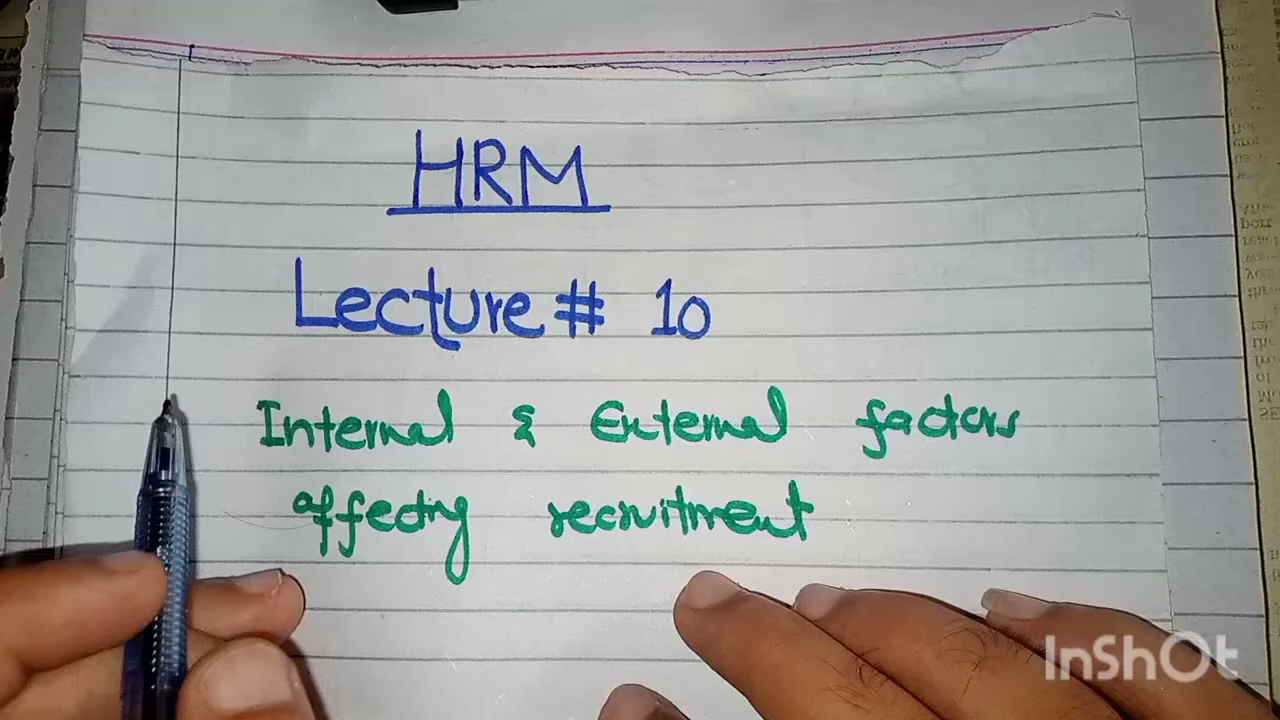 HRM
Lecture # 10
Internal & External factors
affecting recruitment
InShOt